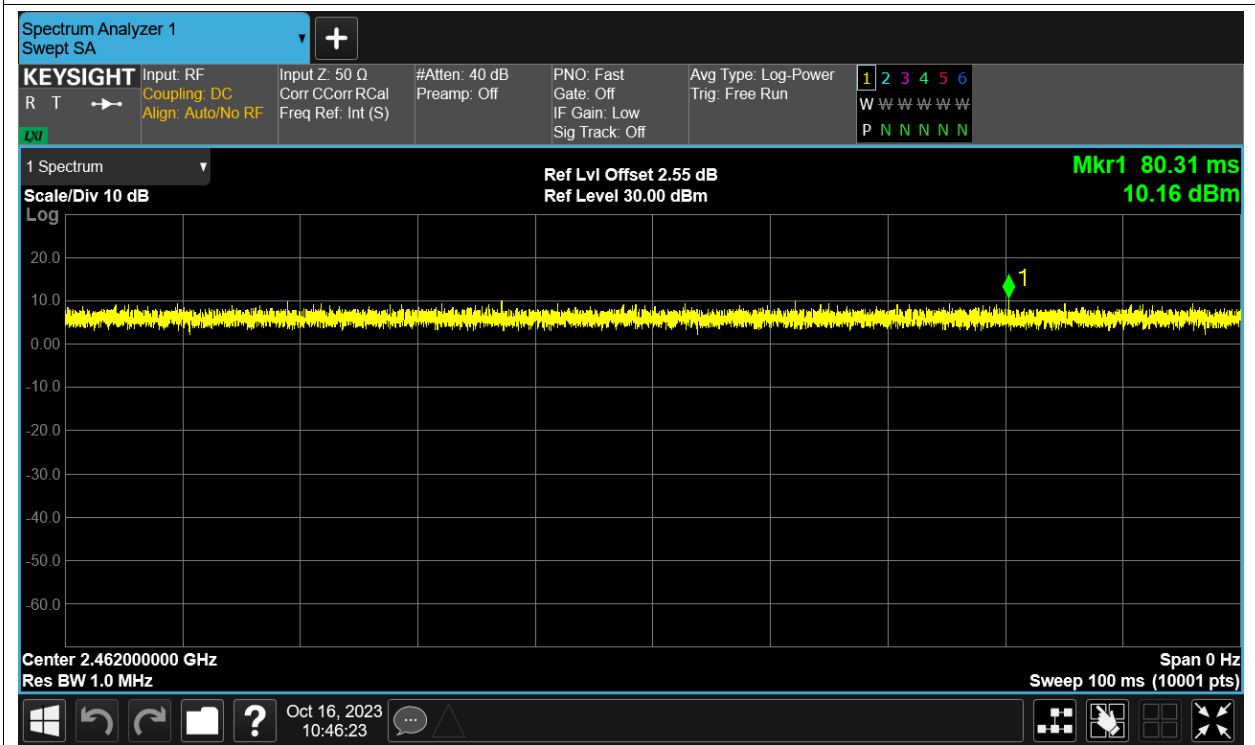 Spectrum Analyzer 1
Swept SA
KEYSIGHT
R T
LXI
Input: RF
Coupling: DC
Align: Auto/No RF
Input Z: 50 Ω
Corr CCorr RCal
Freq Ref: Int (S)
#Atten: 40 dB
Preamp: Off
PNO: Fast
Gate: Off
IF Gain: Low
Sig Track: Off
Avg Type: Log-Power
Trig: Free Run
1 2 3 4 5 6
W W W W W W
P N N N N N
1 Spectrum
Scale/Div 10 dB
Log
Ref Lvl Offset 2.55 dB
Ref Level 30.00 dBm
Mkr1 80.31 ms
10.16 dBm
20.0
1
10.0
0.00
-10.0
-20.0
-30.0
-40.0
-50.0
-60.0
Center 2.462000000 GHz
Span 0 Hz
Res BW 1.0 MHz
Sweep 100 ms (10001 pts)
?
Oct 16, 2023
10:46:23